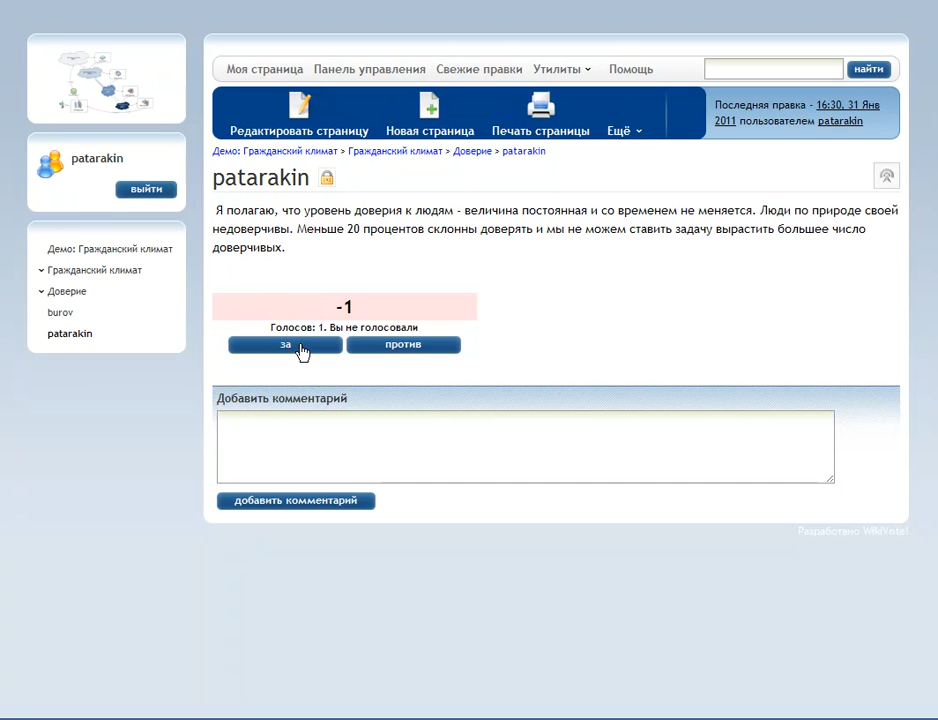 Моя страница Панель управления Свежие правки Утилиты Помощь найти
patarakin
выйти
Редактировать страницу Новая страница Печать страницы Ещё
Последняя правка - 16:30, 31 Янв
2011 пользователем patarakin
Демо: Гражданский климат > Гражданский климат > Доверие > patarakin
patarakin
Я полагаю, что уровень доверия к людям - величина постоянная и со временем не меняется. Люди по природе своей
недоверчивы. Меньше 20 процентов склонны доверять и мы не можем ставить задачу вырастить большее число
доверчивых.
Демо: Гражданский климат
Гражданский климат
Доверие
burov
patarakin
-1
Голосов: 1. Вы не голосовали
за против
Добавить комментарий
добавить комментарий
Разработано WikiVote!